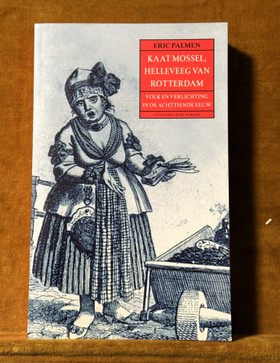 ERIC PALMEN
KAAT MOSSEL,
HELLEVEEG VAN
ROTTERDAM
VOLK EN VERLICHTING
IN DE ACHTTIENDE EEUW